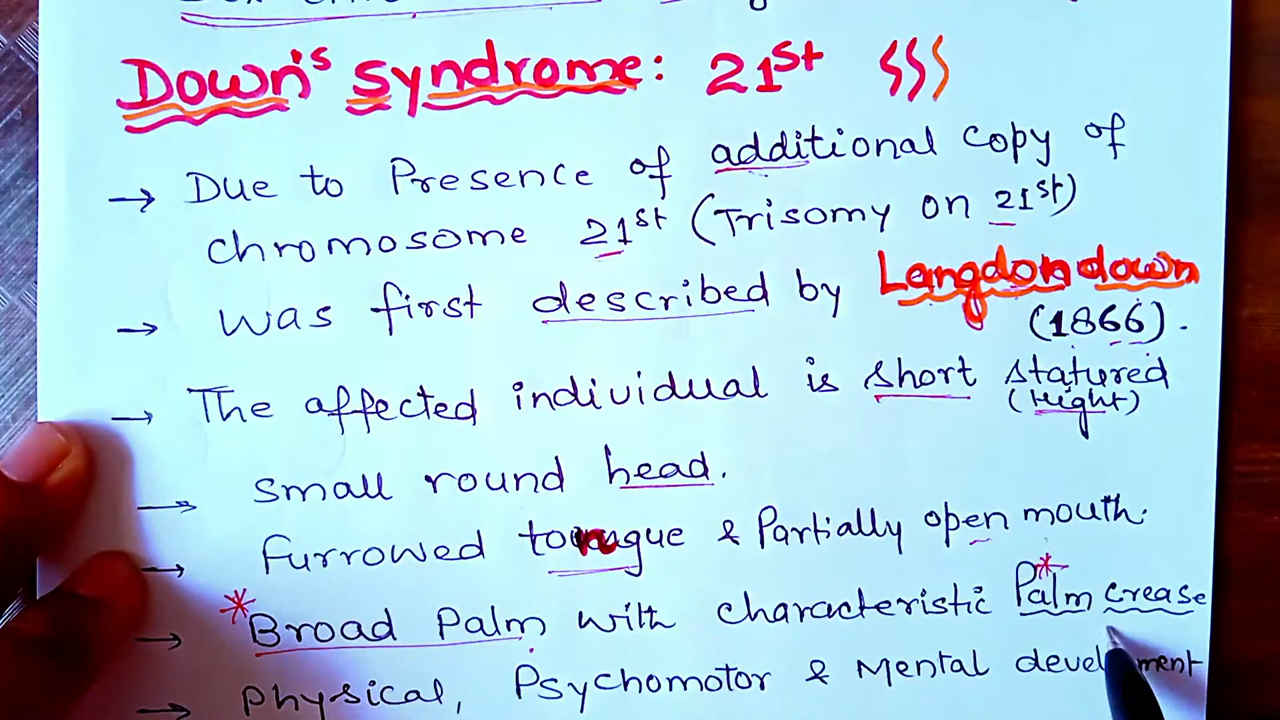 Down's syndrome: 21st
→ Due to Presence of additional copy of
chromosome 21st (Trisomy on 21st)
→ was first described by Langdon down
(1866).
→ The affected individual is short statured
(Hight)
→ small round head.
→ Furrowed tongue & Partially open mouth.
→ *Broad Palm with characteristic Palm* crease
→ Physical, Psychomotor & Mental development